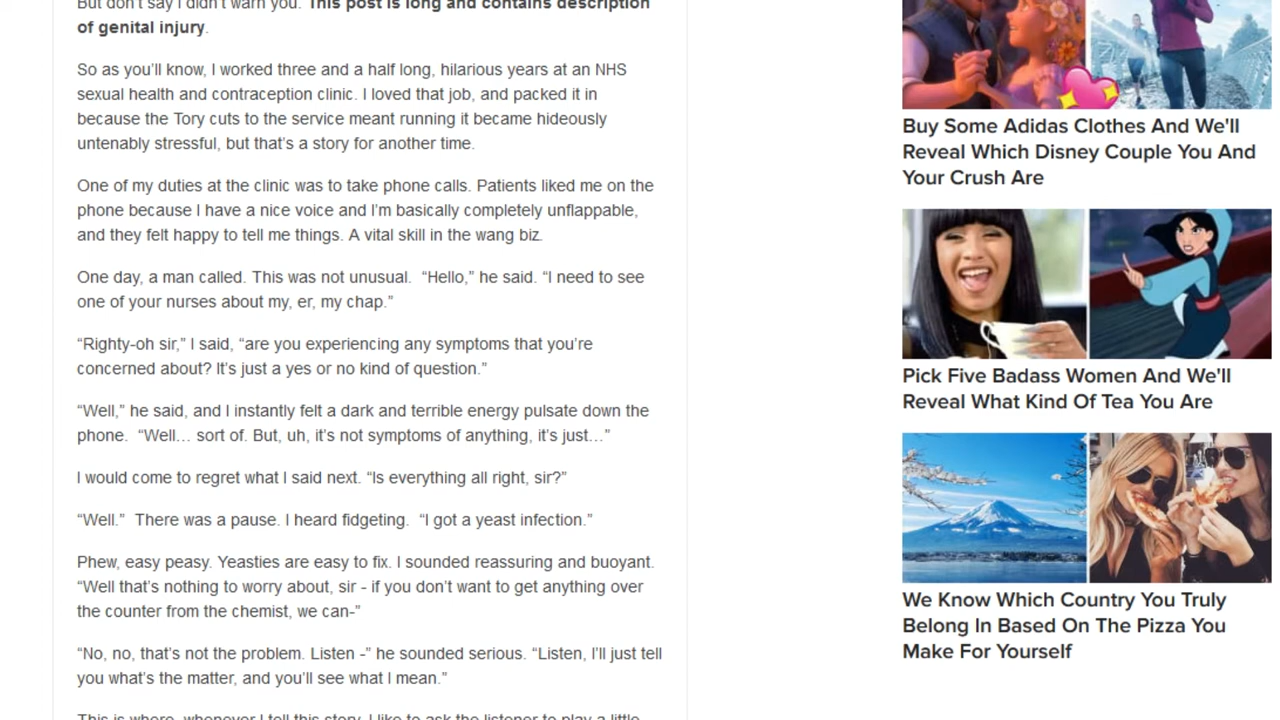 But don't say I didn't warn you. This post is long and contains description
of genital injury.
So as you'll know, I worked three and a half long, hilarious years at an NHS
sexual health and contraception clinic. I loved that job, and packed it in
because the Tory cuts to the service meant running it became hideously
untenably stressful, but that's a story for another time.
One of my duties at the clinic was to take phone calls. Patients liked me on the
phone because I have a nice voice and I'm basically completely unflappable,
and they felt happy to tell me things. A vital skill in the wang biz.
One day, a man called. This was not unusual.  “Hello,” he said. “I need to see
one of your nurses about my, er, my chap.”
“Righty-oh sir,” I said, “are you experiencing any symptoms that you're
concerned about? It's just a yes or no kind of question.”
“Well,” he said, and I instantly felt a dark and terrible energy pulsate down the
phone.  “Well… sort of. But, uh, it's not symptoms of anything, it's just…”
I would come to regret what I said next. “Is everything all right, sir?”
“Well.”  There was a pause. I heard fidgeting.  “I got a yeast infection.”
Phew, easy peasy. Yeasties are easy to fix. I sounded reassuring and buoyant.
“Well that's nothing to worry about, sir - if you don't want to get anything over
the counter from the chemist, we can-”
“No, no, that's not the problem. Listen -” he sounded serious. “Listen, I'll just tell
you what's the matter, and you'll see what I mean.”
This is where, whenever I tell this story, I like to ask the listener to play a little
Buy Some Adidas Clothes And We'll
Reveal Which Disney Couple You And
Your Crush Are
Pick Five Badass Women And We'll
Reveal What Kind Of Tea You Are
We Know Which Country You Truly
Belong In Based On The Pizza You
Make For Yourself